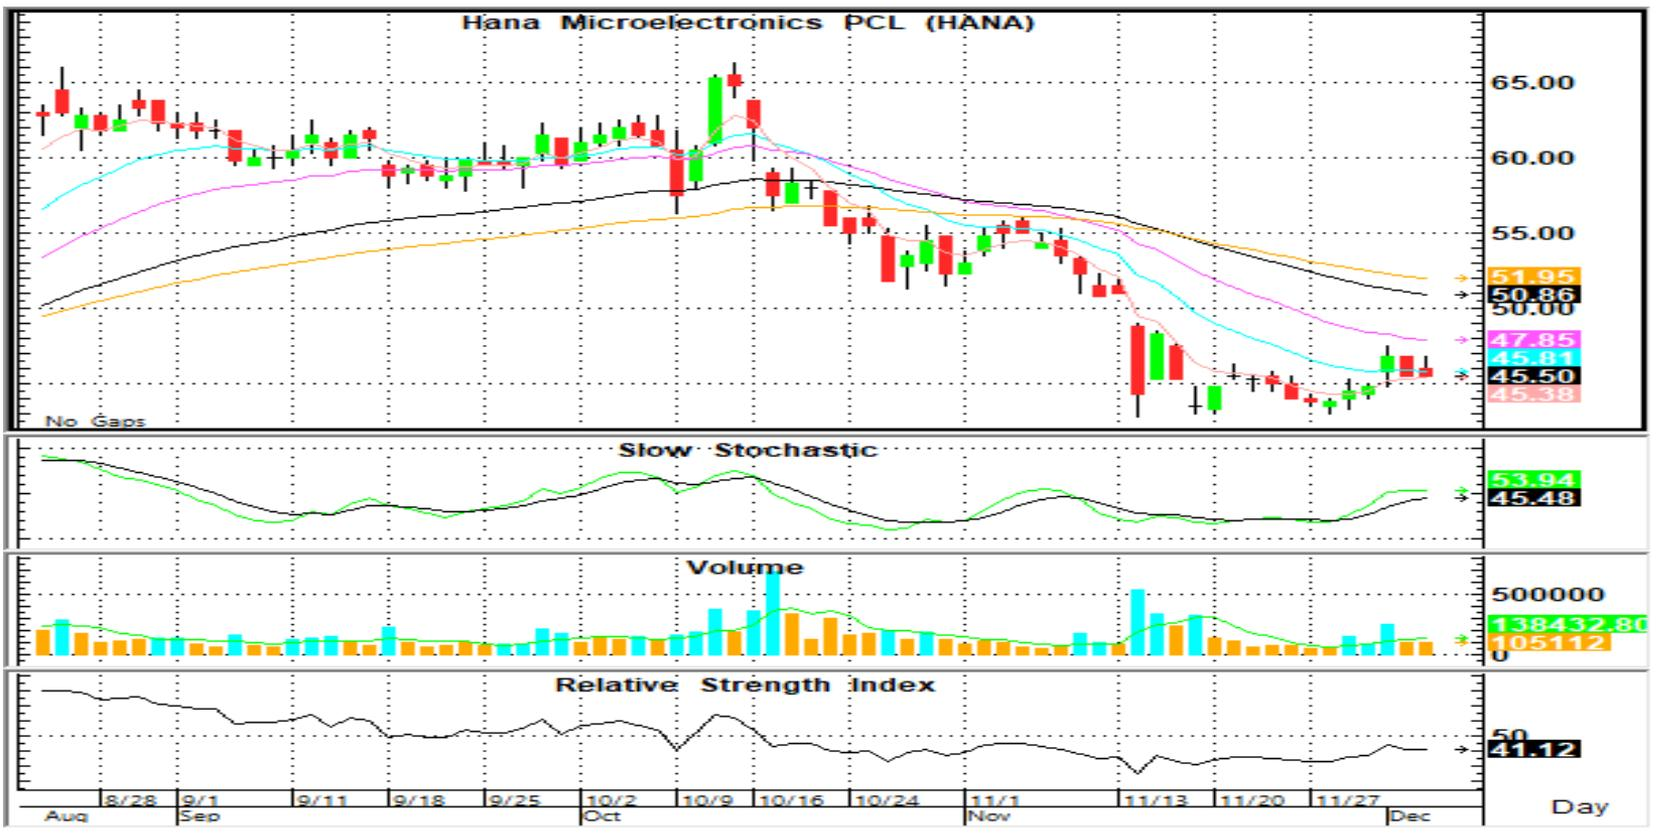 Hana Microelectronics PCL (HANA)
65.00
60.00
55.00
51.95
50.86
50.00
47.85
45.81
45.50
45.38
No Gaps
Slow Stochastic
53.94
45.48
Volume
500000
138432.80
105112
0
Relative Strength Index
50
41.12
8/28 9/1 9/11 9/18 9/25 10/2 10/9 10/16 10/24 11/1 11/13 11/20 11/27
Aug Sep Oct Nov Dec
Day